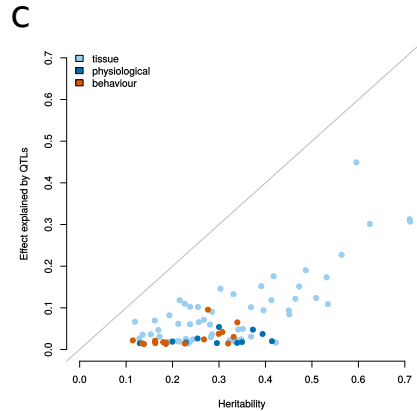 C
tissue
physiological
behaviour
Effect explained by QTLs
0.7
0.6
0.5
0.4
0.3
0.2
0.1
0.0
0.0 0.1 0.2 0.3 0.4 0.5 0.6 0.7
Heritability